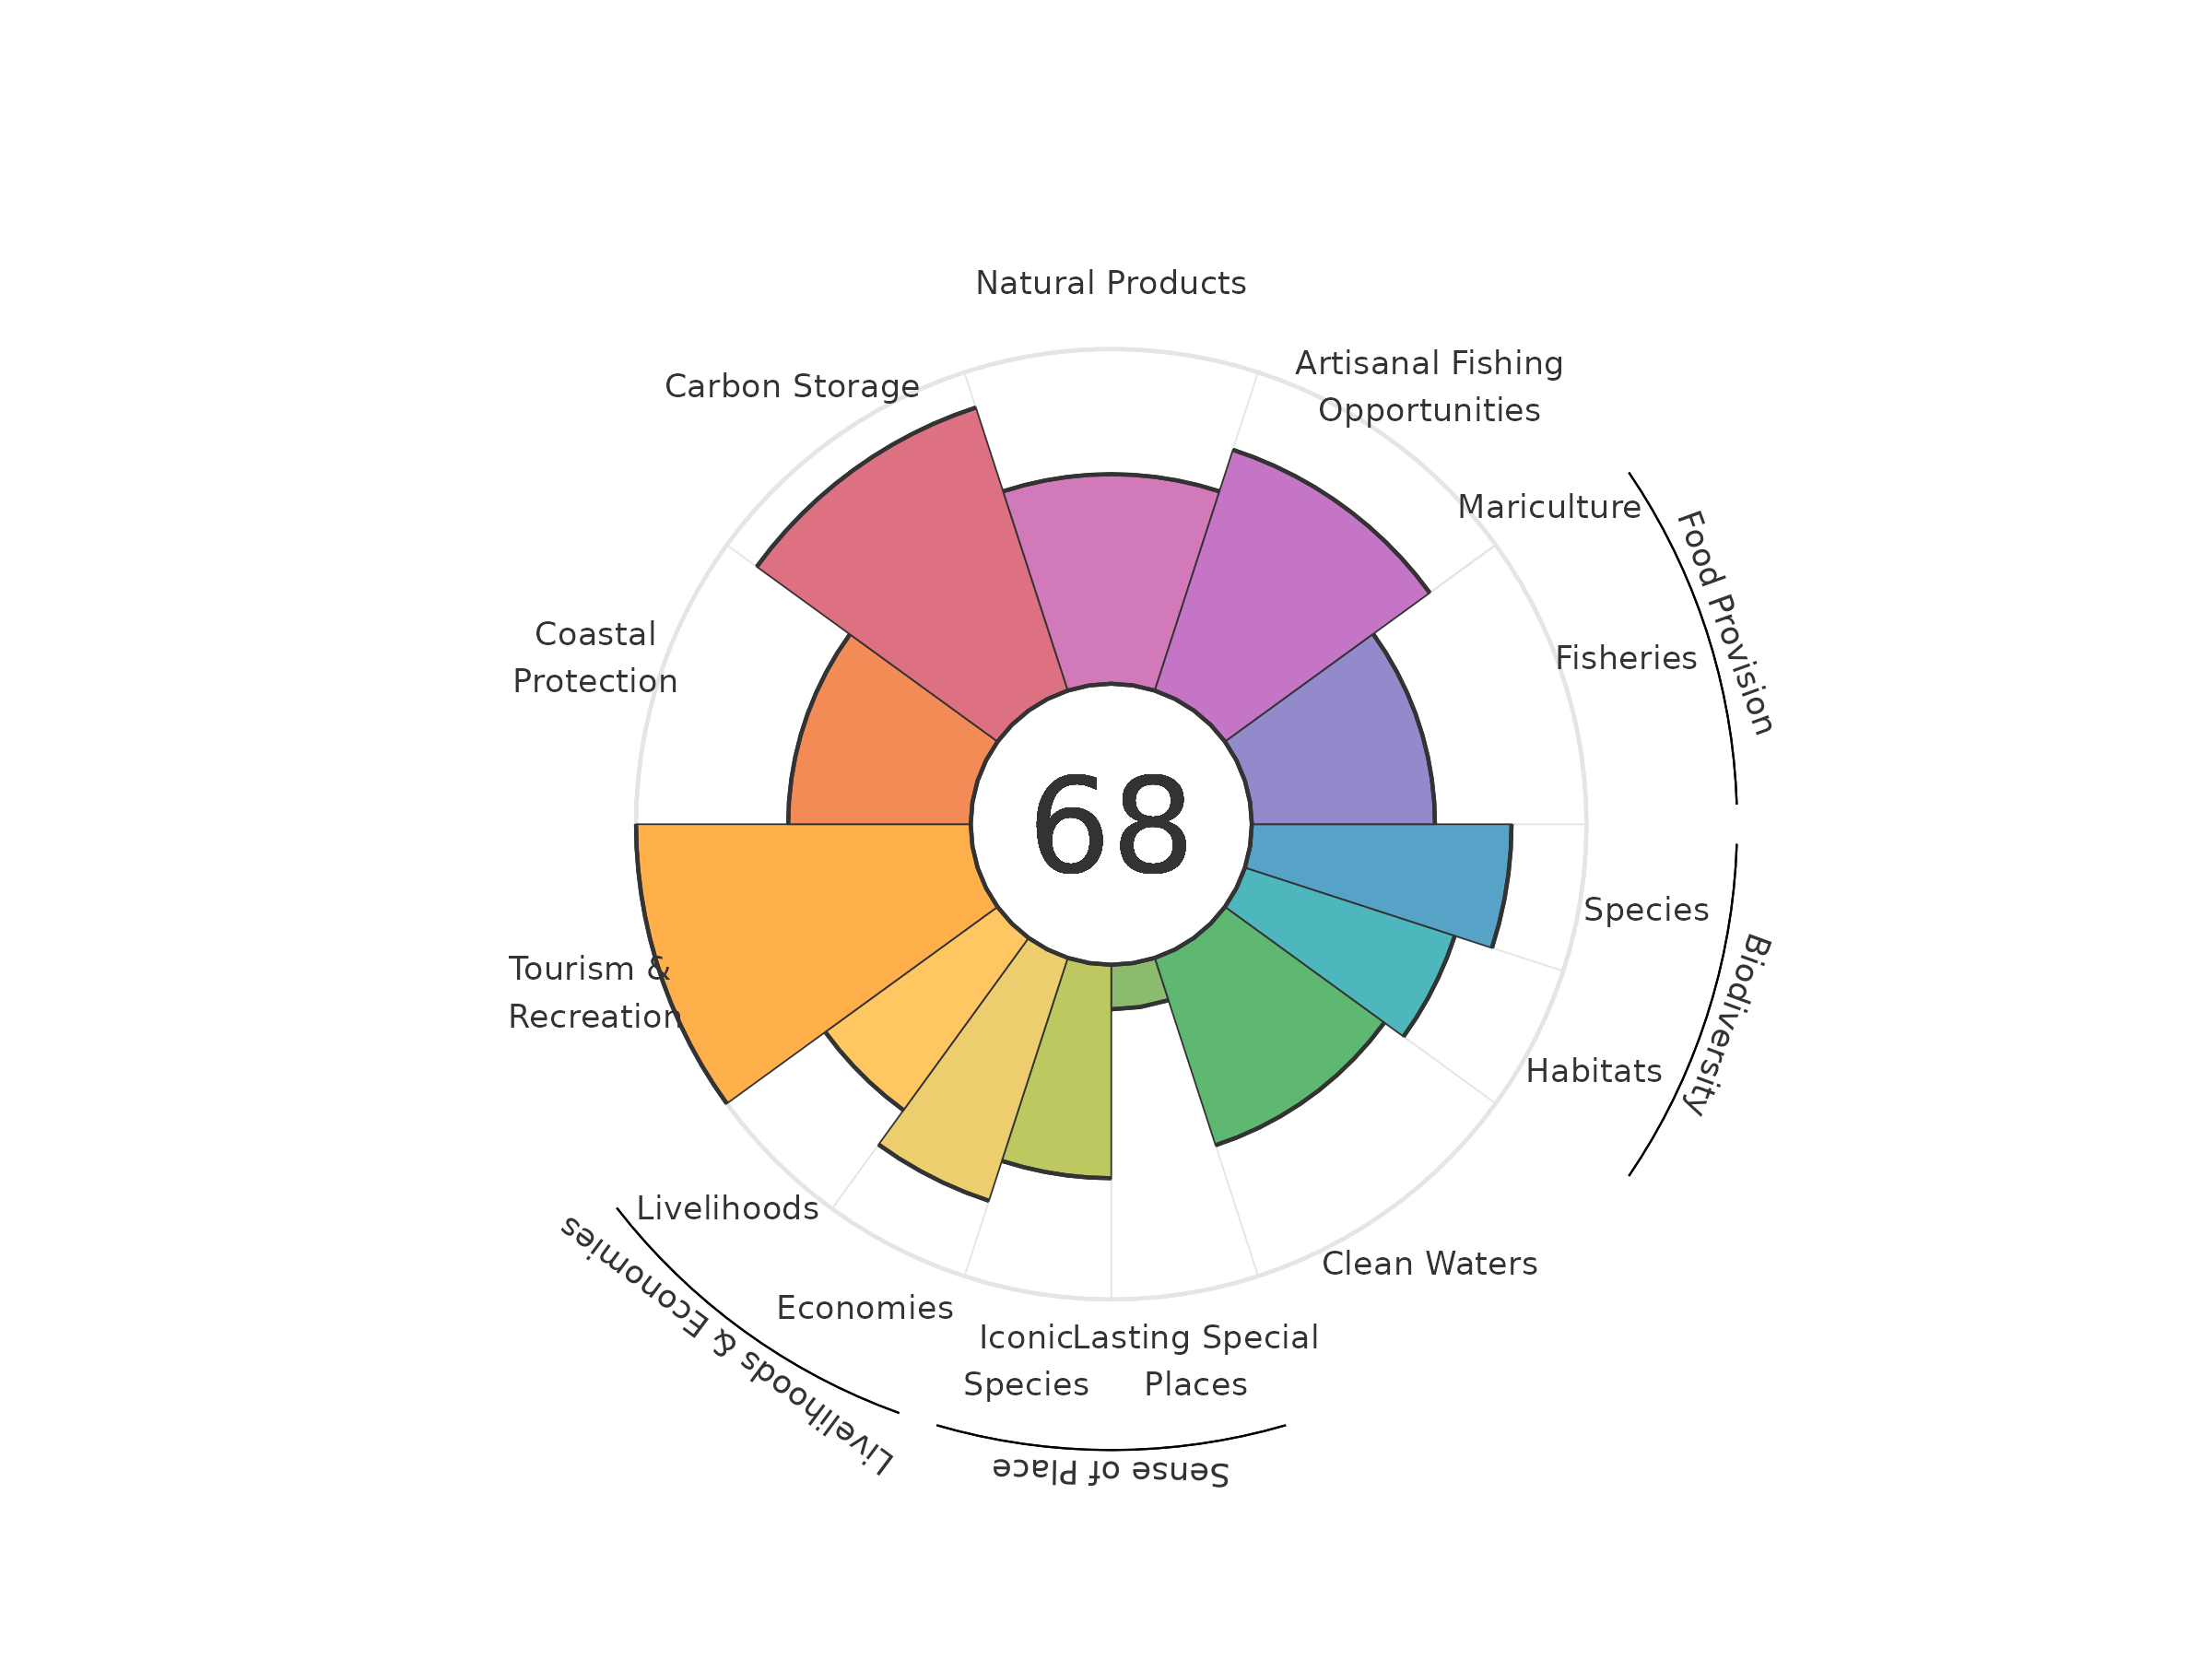 Natural Products
Artisanal Fishing
Opportunities
Carbon Storage
Mariculture
Food Provision
Fisheries
Coastal
Protection
68
Species
Biodiversity
Tourism &
Recreation
Habitats
Livelihoods
Clean Waters
Livelihoods & Economies
Economies
Iconic
Species
Lasting Special
Places
Sense of Place